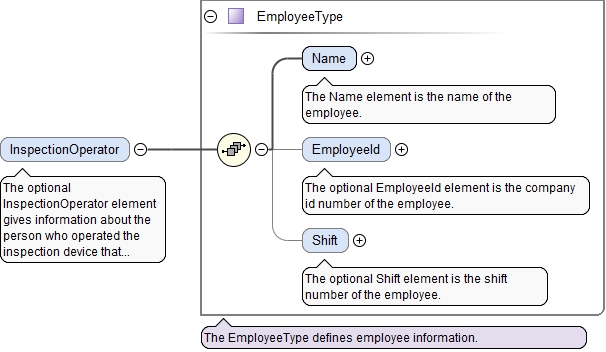 EmployeeType
Name
The Name element is the name of the
employee.
InspectionOperator
The optional
InspectionOperator element
gives information about the
person who operated the
inspection device that...
EmployeeId
The optional EmployeeId element is the company
id number of the employee.
Shift
The optional Shift element is the shift
number of the employee.
The EmployeeType defines employee information.